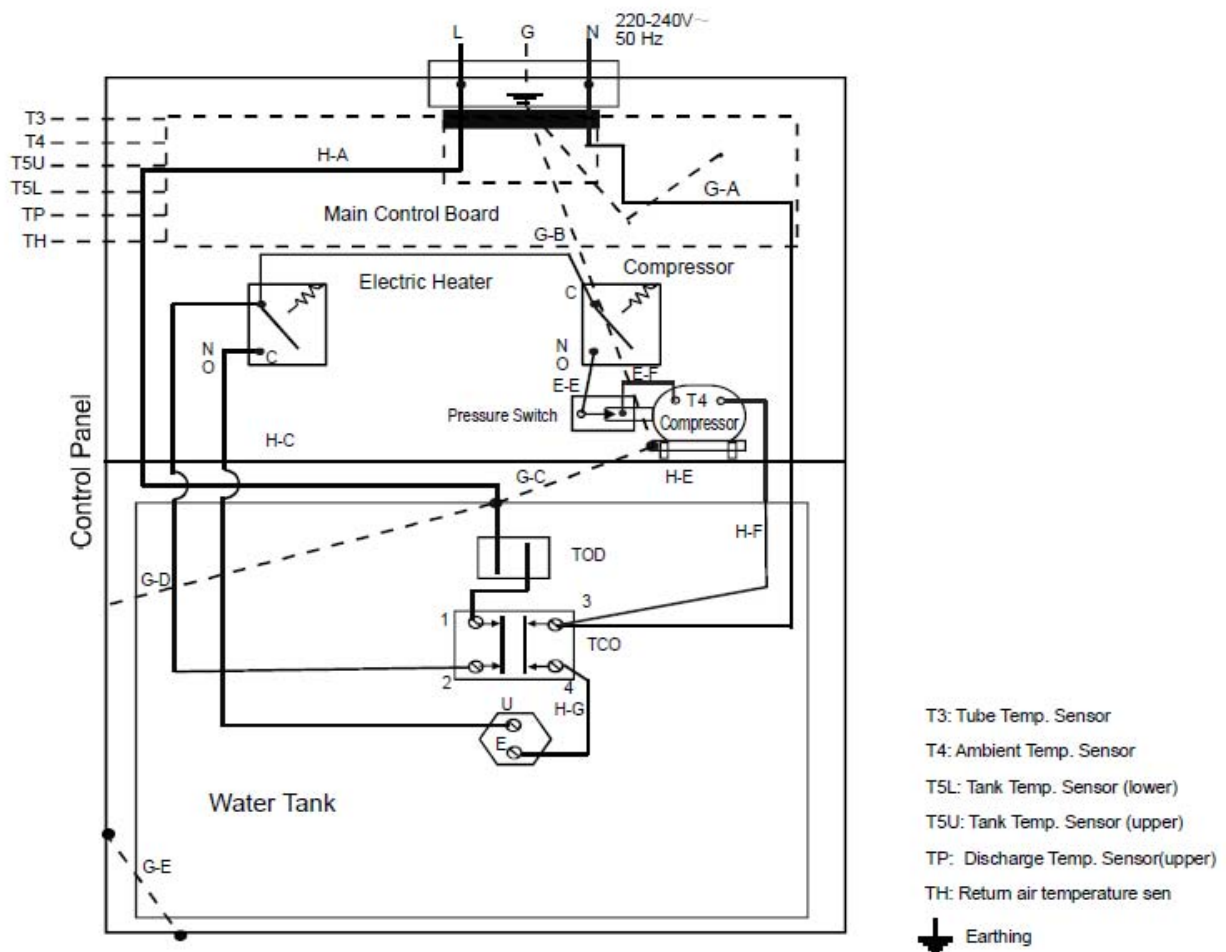 220-240V~
L G N 50 Hz
T3
T4
T5U
T5L
TP
TH
H-A
G-A
Main Control Board
G-B
Electric Heater
Compressor
C
N
O
C
N
O
E-E
E-F
T4
Compressor
Pressure Switch
Control Panel
H-C
G-C
H-E
H-F
G-D
TOD
1
3
TCO
2
4
H-G
U
E
Water Tank
G-E
T3: Tube Temp. Sensor
T4: Ambient Temp. Sensor
T5L: Tank Temp. Sensor (lower)
T5U: Tank Temp. Sensor (upper)
TP: Discharge Temp. Sensor(upper)
TH: Return air temperature sen
Earthing